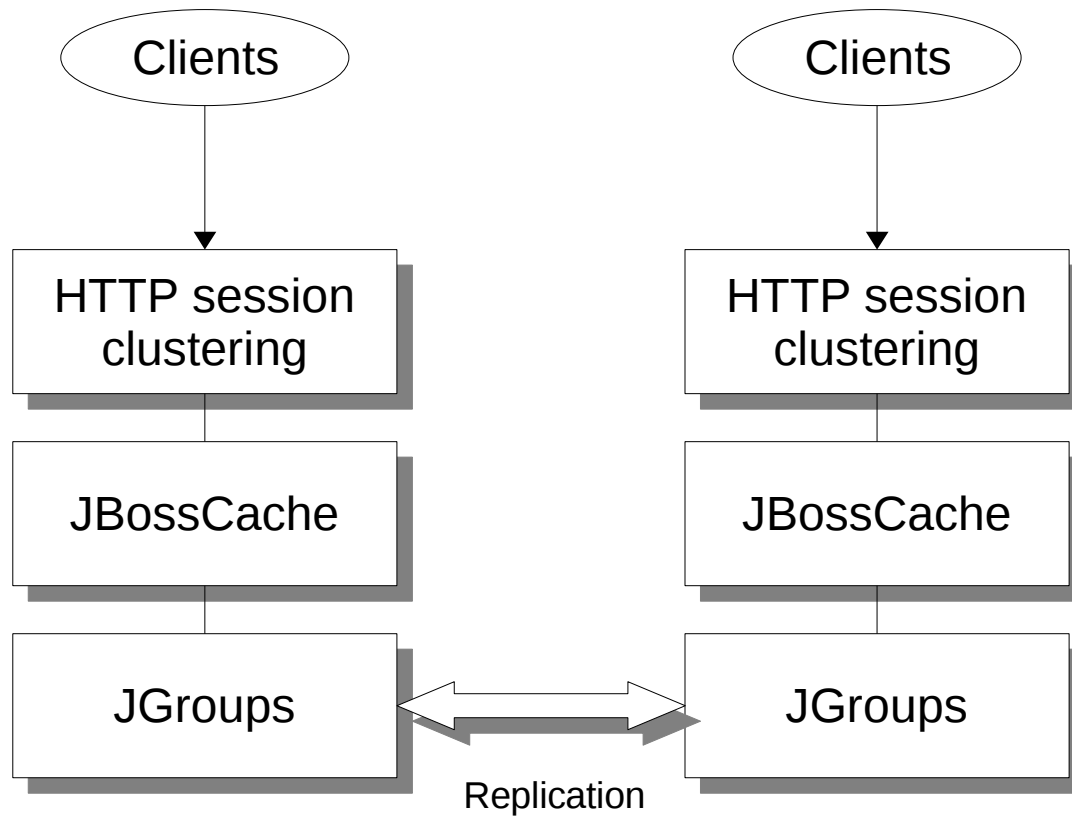 Clients
HTTP session
clustering
JBossCache
JGroups
Clients
HTTP session
clustering
JBossCache
JGroups
Replication